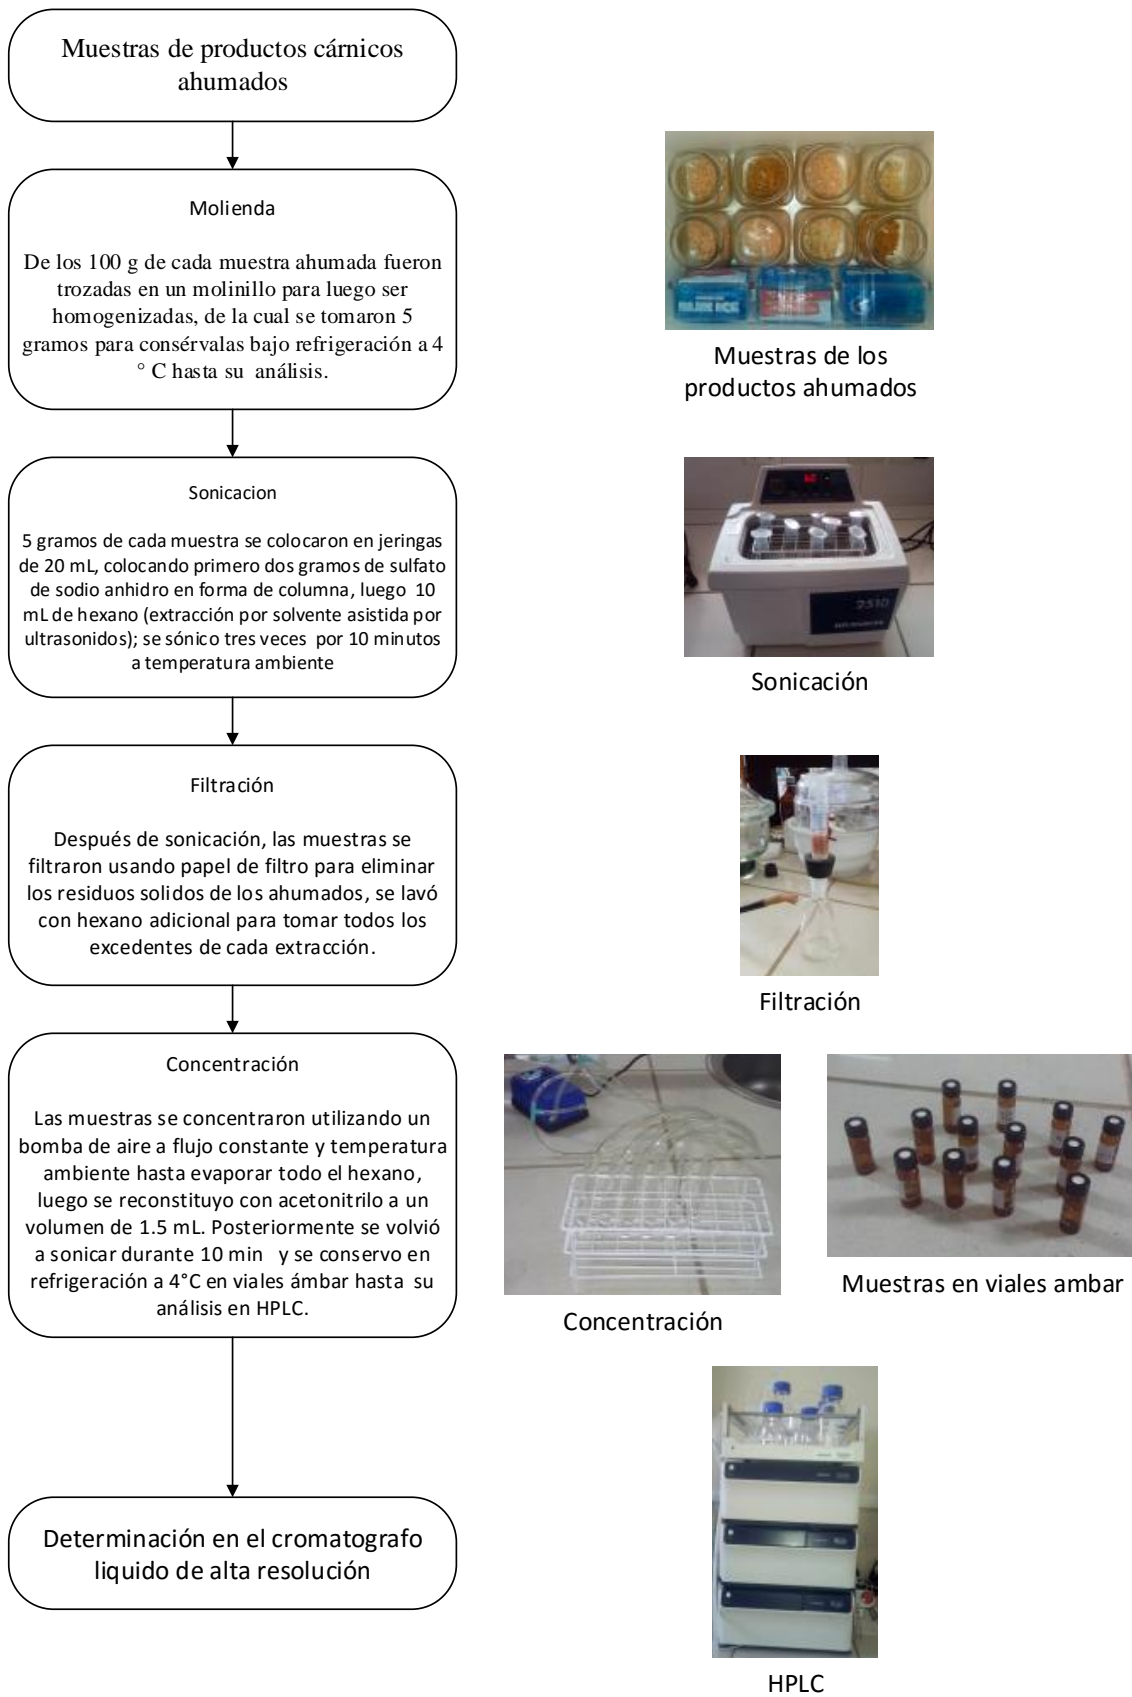 Muestras de productos cárnicos
ahumados
Molienda
De los 100 g de cada muestra ahumada fueron
trozadas en un molinillo para luego ser
homogenizadas, de la cual se tomaron 5
gramos para consérvalas bajo refrigeración a 4
° C hasta su análisis.
Muestras de los
productos ahumados
Sonicacion
5 gramos de cada muestra se colocaron en jeringas
de 20 mL, colocando primero dos gramos de sulfato
de sodio anhidro en forma de columna, luego 10
mL de hexano (extracción por solvente asistida por
ultrasonidos); se sónico tres veces por 10 minutos
a temperatura ambiente
2510
Sonicación
Filtración
Después de sonicación, las muestras se
filtraron usando papel de filtro para eliminar
los residuos solidos de los ahumados, se lavó
con hexano adicional para tomar todos los
excedentes de cada extracción.
Filtración
Concentración
Las muestras se concentraron utilizando un
bomba de aire a flujo constante y temperatura
ambiente hasta evaporar todo el hexano,
luego se reconstituyo con acetonitrilo a un
volumen de 1.5 mL. Posteriormente se volvió
a sonicar durante 10 min y se conservo en
refrigeración a 4°C en viales ámbar hasta su
análisis en HPLC.
Concentración
Muestras en viales ambar
Determinación en el cromatografo
liquido de alta resolución
HPLC